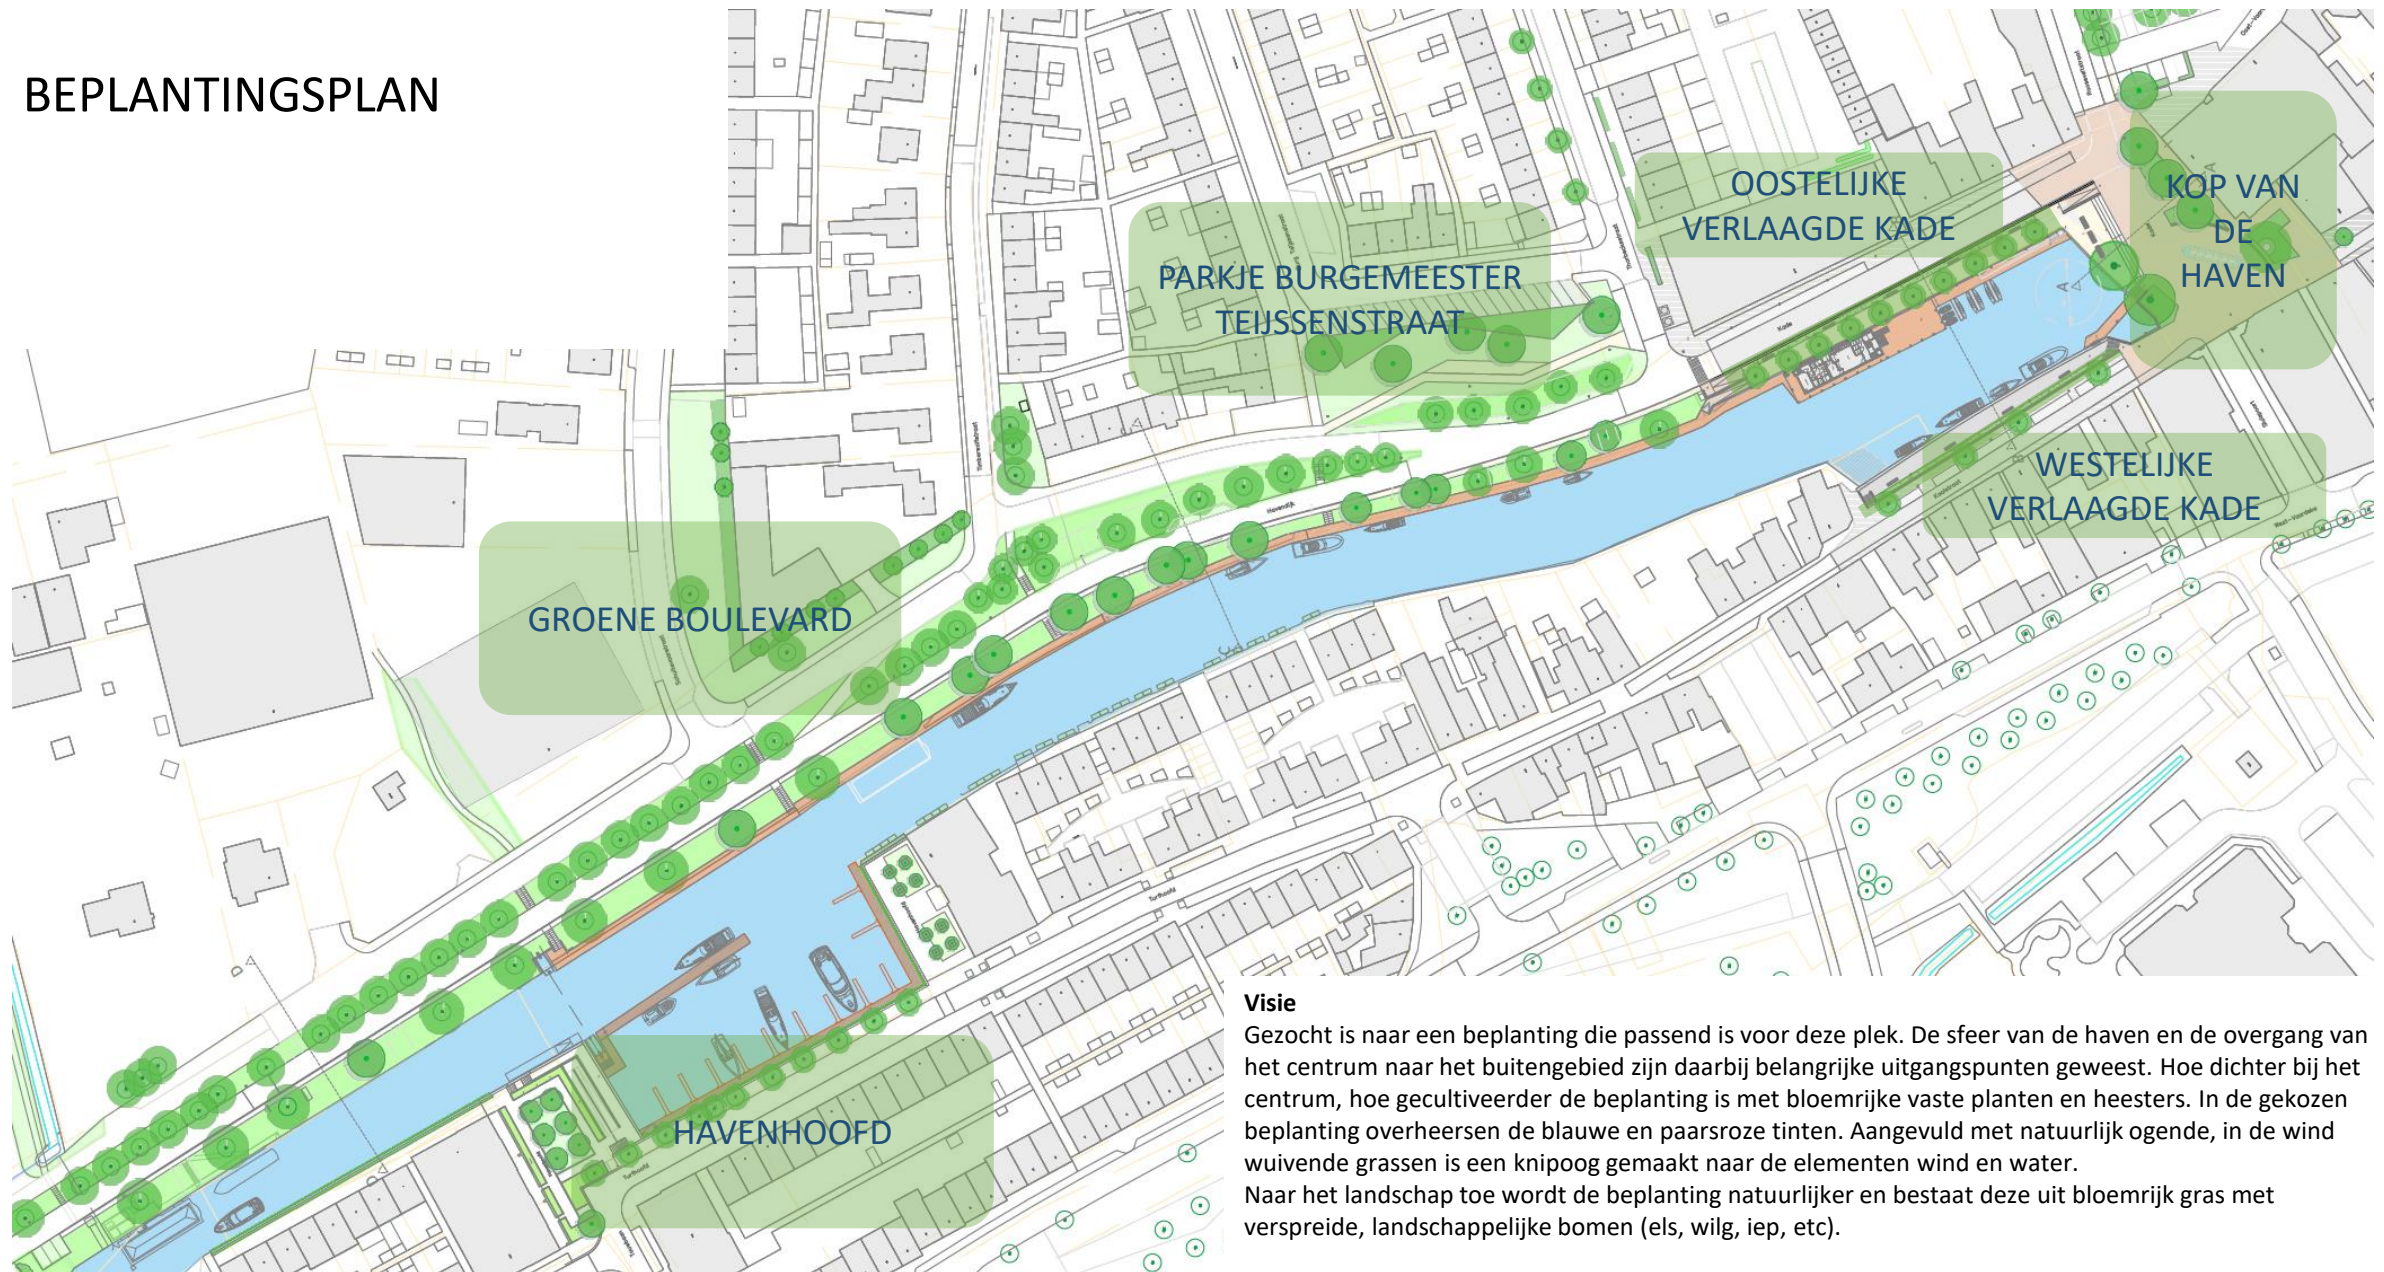 BEPLANTINGSPLAN
OOSTELIJKE
VERLAAGDE KADE
KOP VAN
DE
HAVEN
PARKJE BURGEMEESTER
TEIJSSENSTRAAT.
WESTELIJKE
VERLAAGDE KADE
GROENE BOULEVARD
HAVENHOOFD
Kade
Havendijk
Turfhoofd
Turfhoofd
Visie
Gezocht is naar een beplanting die passend is voor deze plek. De sfeer van de haven en de overgang van
het centrum naar het buitengebied zijn daarbij belangrijke uitgangspunten geweest. Hoe dichter bij het
centrum, hoe gecultiveerder de beplanting is met bloemrijke vaste planten en heesters. In de gekozen
beplanting overheersen de blauwe en paarsroze tinten. Aangevuld met natuurlijk ogende, in de wind
wuivende grassen is een knipoog gemaakt naar de elementen wind en water.
Naar het landschap toe wordt de beplanting natuurlijker en bestaat deze uit bloemrijk gras met
verspreide, landschappelijke bomen (els, wilg, iep, etc).